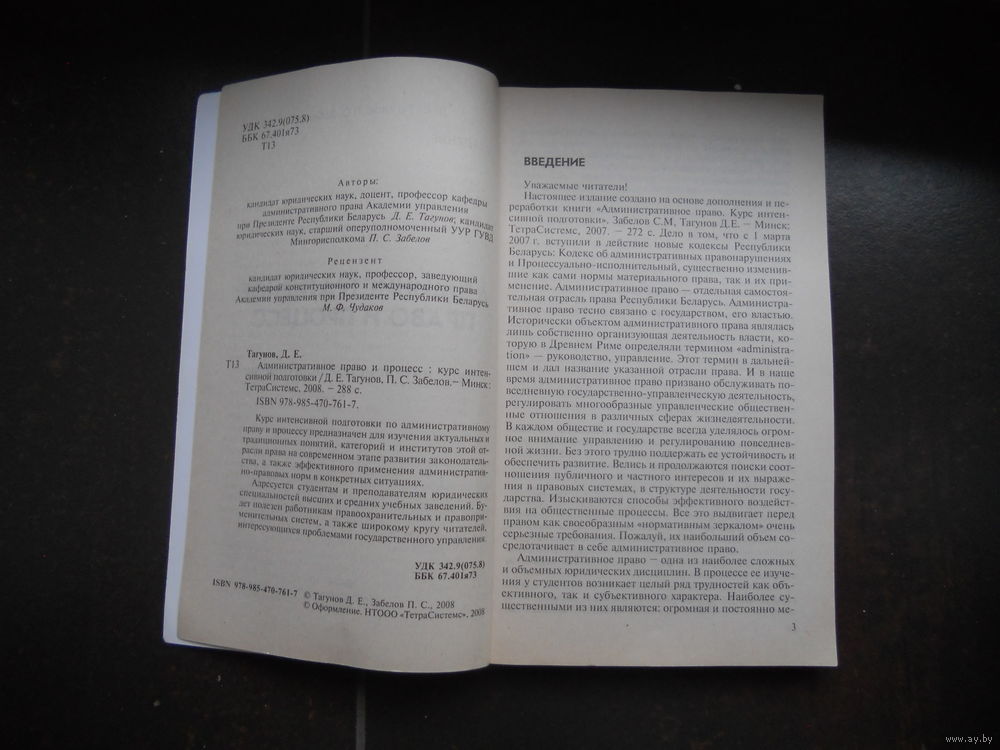 УДК 342.9(075.8)
ББК 67.401я73
Т13
Авторы:
кандидат юридических наук, доцент, профессор кафедры
административного права Академии управления
при Президенте Республики Беларусь Д. Е. Тагунов; кандидат
юридических наук, старший оперуполномоченный УУР ГУВД
Мингорисполкома П. С. Забелов
Рецензент
кандидат юридических наук, профессор, заведующий
кафедрой конституционного и международного права
Академии управления при Президенте Республики Беларусь
М. Ф. Чудаков
Тагунов, Д. Е.
Т13 Административное право и процесс : курс интен-
сивной подготовки / Д. Е. Тагунов, П. С. Забелов. — Минск:
ТетраСистемс, 2008. – 288 с.
ISBN 978-985-470-761-7.
Курс интенсивной подготовки по административному
праву и процессу предназначен для изучения актуальных и
традиционных понятий, категорий и институтов этой от-
расли права на современном этапе развития законодатель-
ства, а также эффективного применения административ-
но-правовых норм в конкретных ситуациях.
Адресуется студентам и преподавателям юридических
специальностей высших и средних учебных заведений. Бу-
дет полезен работникам правоохранительных и правопри-
менительных систем, а также широкому кругу читателей,
интересующихся проблемами государственного управления.
УДК 342.9(075.8)
ББК 67.401я73
ISBN 978-985-470-761-7
© Тагунов Д. Е., Забелов П. С., 2008
© Оформление. НТООО «ТетраСистемс», 2008
ВВЕДЕНИЕ
Уважаемые читатели!
Настоящее издание создано на основе дополнения и пе-
реработки книги «Административное право. Курс интен-
сивной подготовки». Забелов С.М, Тагунов Д.Е. — Минск:
ТетраСистемс, 2007. — 272 с. Дело в том, что с 1 марта
2007 г. вступили в действие новые кодексы Республики
Беларусь: Кодекс об административных правонарушениях
и Процессуально-исполнительный, существенно изменив-
шие как сами нормы материального права, так и их при-
менение. Административное право — отдельная самостоя-
тельная отрасль права Республики Беларусь. Администра-
тивное право тесно связано с государством, его властью.
Исторически объектом административного права являлась
лишь собственно организующая деятельность власти, ко-
торую в Древнем Риме определяли термином «administra-
tion» — руководство, управление. Этот термин в дальней-
шем и дал название указанной отрасли права. И в наше
время административное право призвано обслуживать по-
вседневную государственно-управленческую деятельность,
регулировать многообразные управленческие обществен-
ные отношения в различных сферах жизнедеятельности.
В каждом обществе и государстве всегда уделялось огром-
ное внимание управлению и регулированию повседнев-
ной жизни. Без этого трудно поддержать ее устойчивость и
обеспечить развитие. Велись и продолжаются поиски соот-
ношения публичного и частного интересов и их выраже-
ния в правовых системах, в структуре деятельности госу-
дарства. Изыскиваются способы эффективного воздейст-
вия на общественные процессы. Все это выдвигает перед
правом как своеобразным «нормативным зеркалом» очень
серьезные требования. Пожалуй, их наибольший объем со-
средотачивает в себе административное право.
Административное право — одна из наиболее сложных
и объемных юридических дисциплин. В процессе ее изуче-
ния у студентов возникает целый ряд трудностей как объ-
ективного, так и субъективного характера. Наиболее су-
щественными из них являются: огромная и постоянно ме-
3
www.ay.by